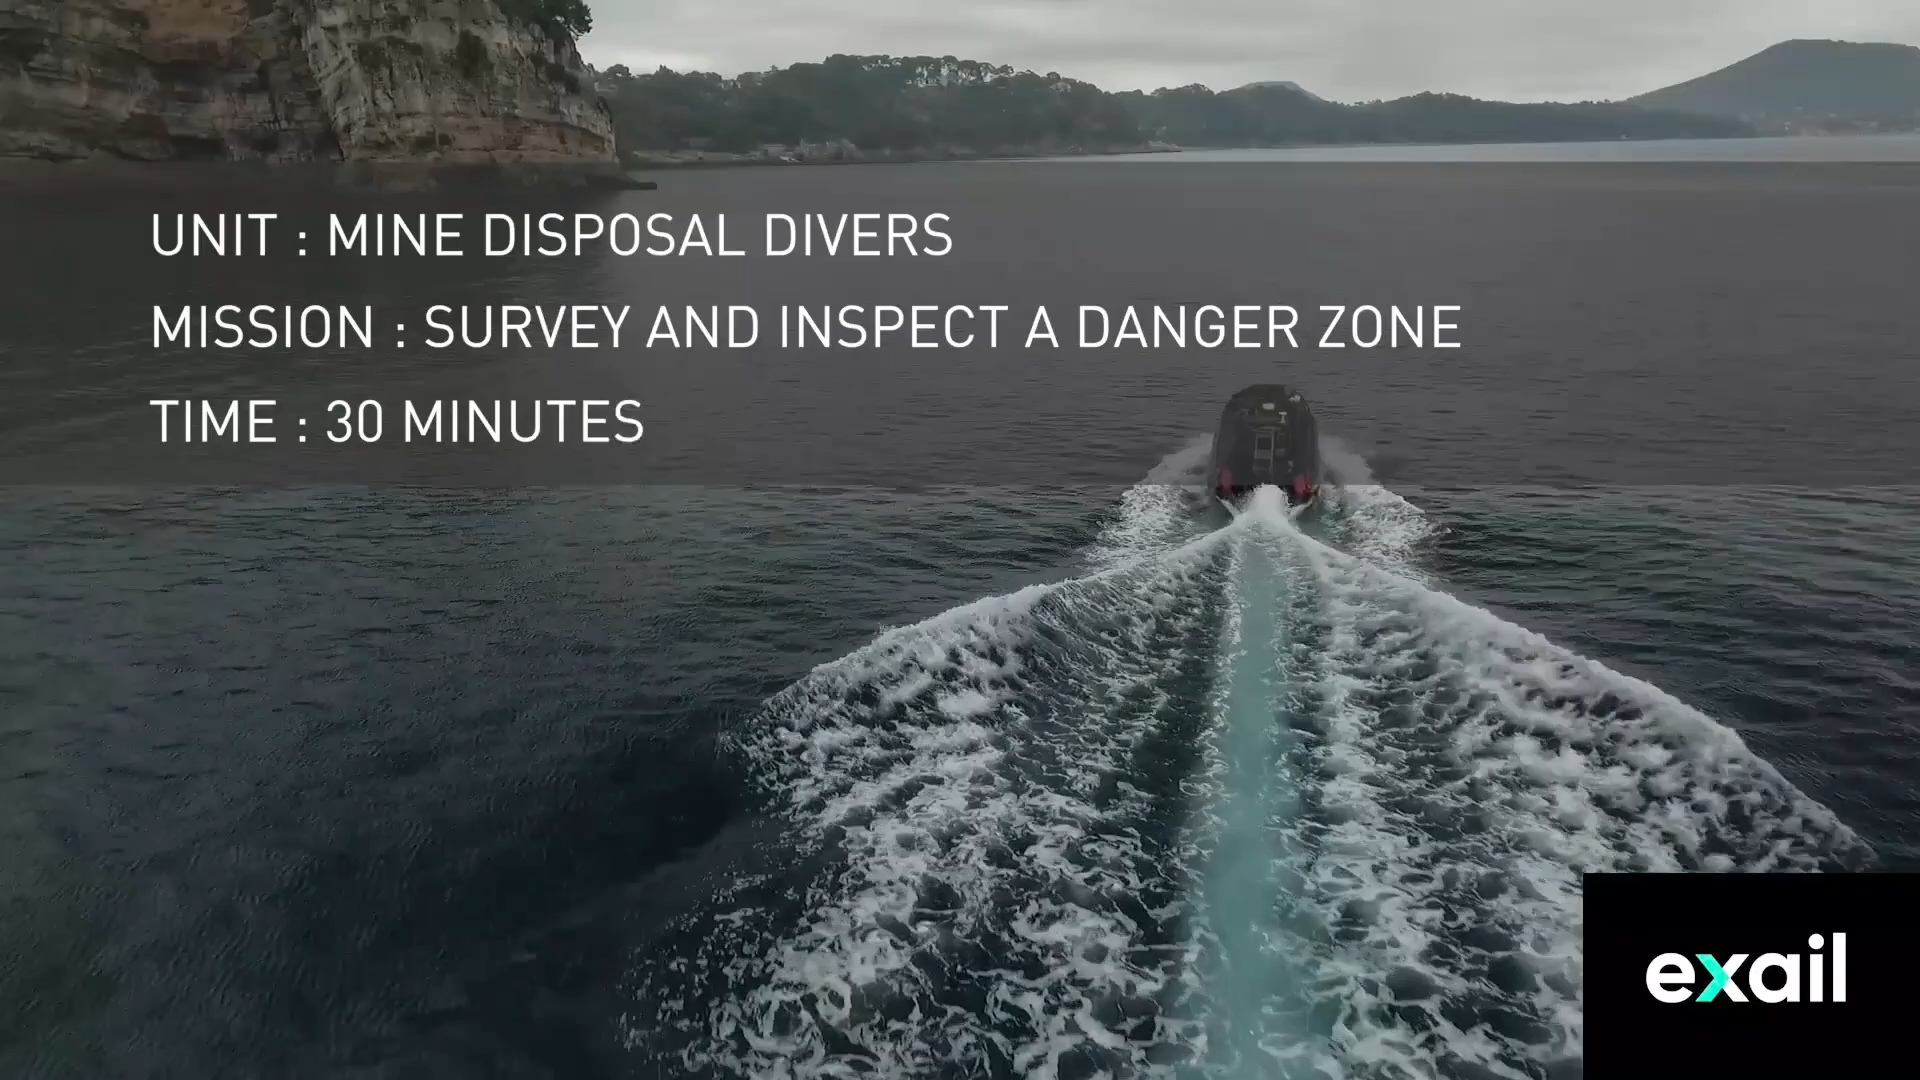 UNIT : MINE DISPOSAL DIVERS
MISSION : SURVEY AND INSPECT A DANGER ZONE
TIME : 30 MINUTES
exail